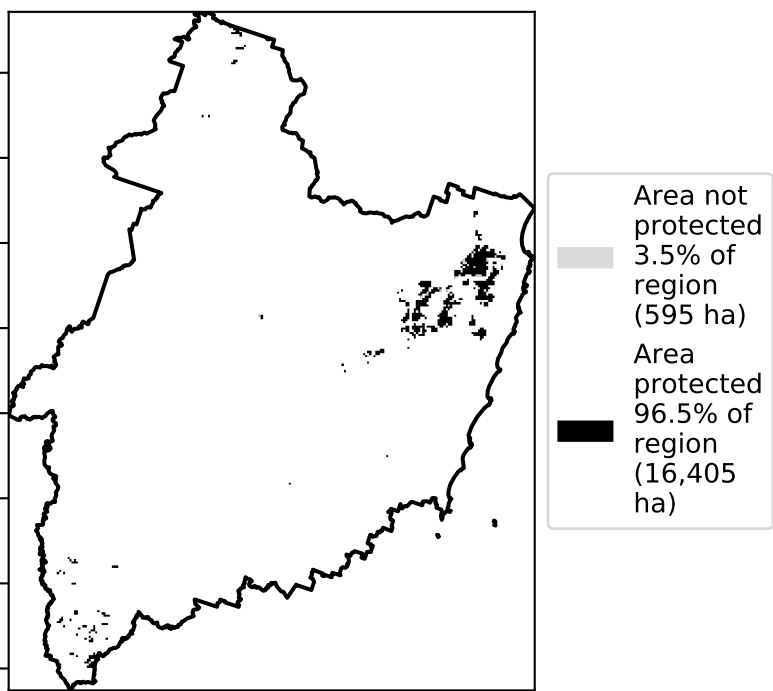 Area not
protected
3.5% of
region
(595 ha)
Area
protected
96.5% of
region
(16,405
ha)